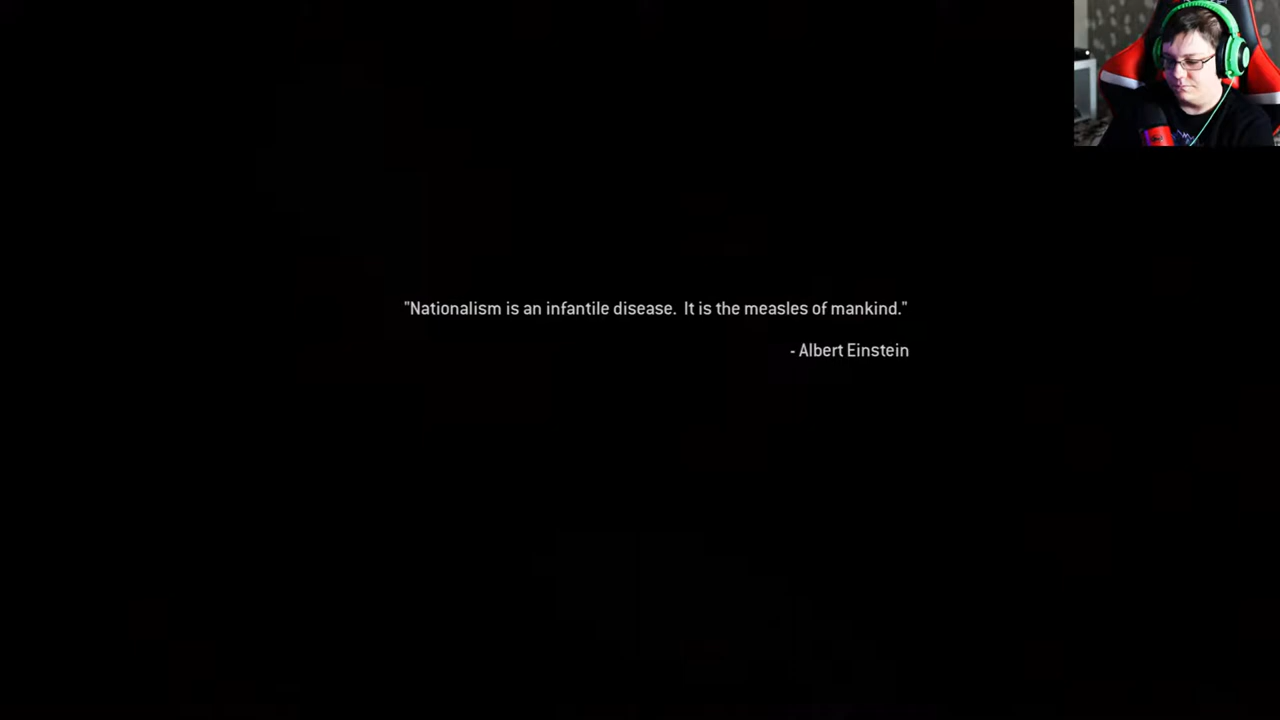 "Nationalism is an infantile disease.  It is the measles of mankind."
- Albert Einstein